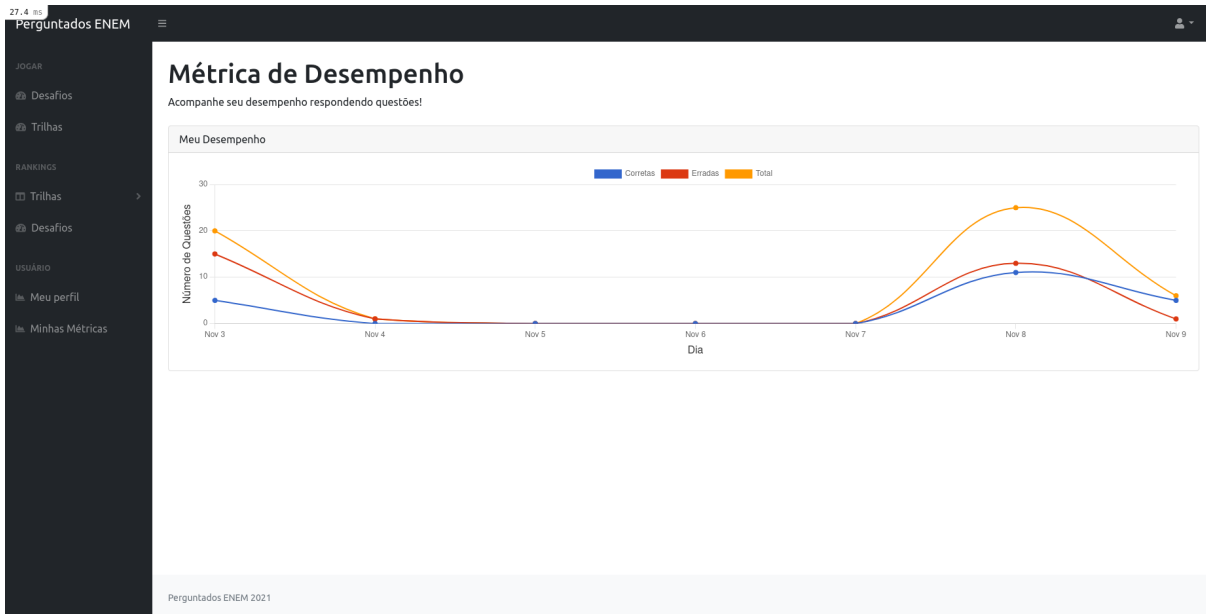 27.4 ms
Perguntados ENEM
JOGAR
Desafios
Trilhas
RANKINGS
Trilhas
Desafios
USUÁRIO
Meu perfil
Minhas Métricas
Métrica de Desempenho
Acompanhe seu desempenho respondendo questões!
Meu Desempenho
Corretas Erradas Total
Número de Questões
30
20
10
0
Nov 3 Nov 4 Nov 5 Nov 6 Nov 7 Nov 8 Nov 9
Dia
Perguntados ENEM 2021